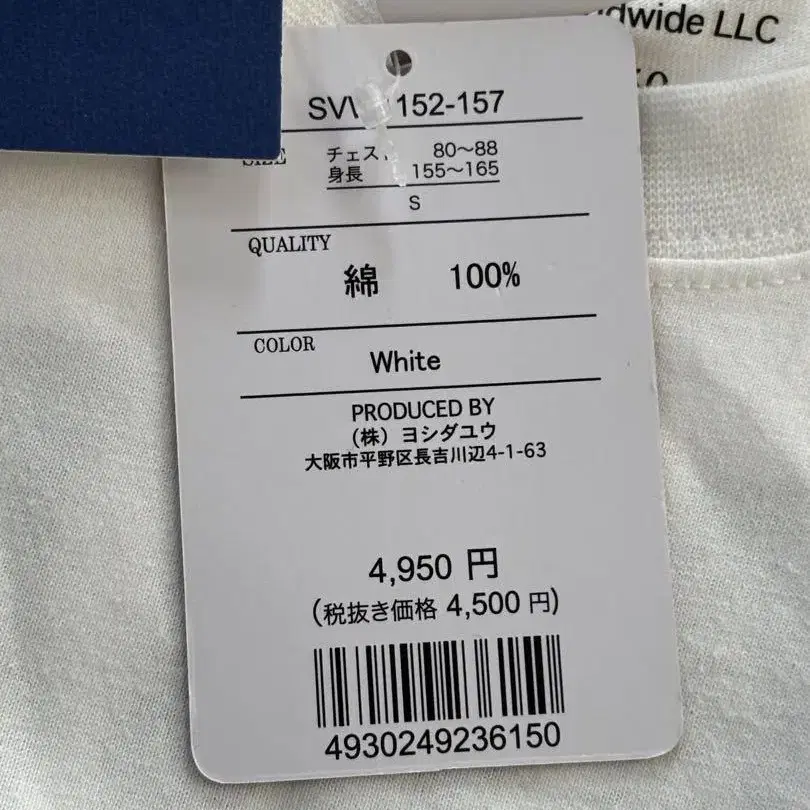 LLC
152-157
SIZE
80～88
身長 155～165
S
QUALITY
綿 100%
COLOR
White
PRODUCED BY
（株）ヨシダユウ
大阪市平野区長吉川辺4-1-63
4,950 円
(税抜き価格 4,500 円)
4930249236150